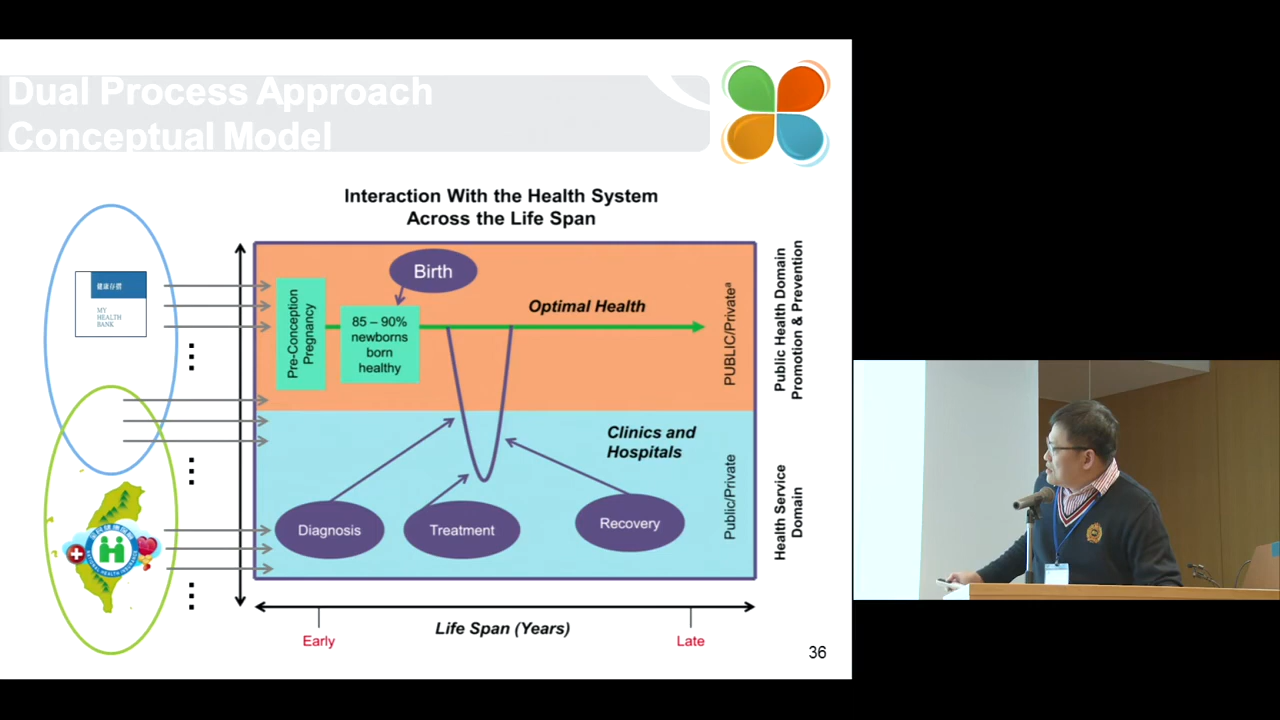 Dual Process Approach
Conceptual Model
Interaction With the Health System
Across the Life Span
健康存摺
MY
HEALTH
BANK
Pre-Conception
Pregnancy
Birth
85 – 90%
newborns
born
healthy
Optimal Health
PUBLIC/Privateᵃ
Public Health Domain
Promotion & Prevention
Clinics and
Hospitals
Diagnosis
Treatment
Recovery
Public/Private
Health Service
Domain
Early
Life Span (Years)
Late
36